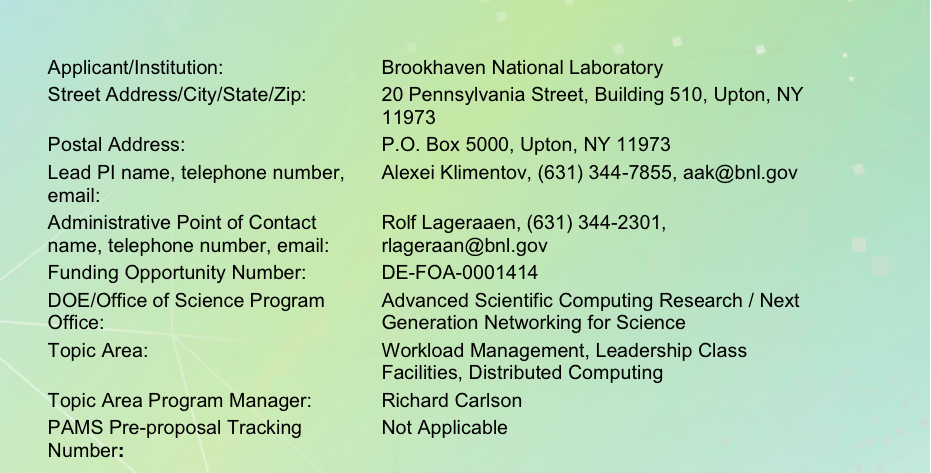 Applicant/Institution: Brookhaven National Laboratory
Street Address/City/State/Zip: 20 Pennsylvania Street, Building 510, Upton, NY
11973
Postal Address: P.O. Box 5000, Upton, NY 11973
Lead PI name, telephone number, Alexei Klimentov, (631) 344-7855, aak@bnl.gov
email:
Administrative Point of Contact Rolf Lageraaen, (631) 344-2301,
name, telephone number, email: rlageraan@bnl.gov
Funding Opportunity Number: DE-FOA-0001414
DOE/Office of Science Program Advanced Scientific Computing Research / Next
Office: Generation Networking for Science
Topic Area: Workload Management, Leadership Class
Facilities, Distributed Computing
Topic Area Program Manager: Richard Carlson
PAMS Pre-proposal Tracking Not Applicable
Number: